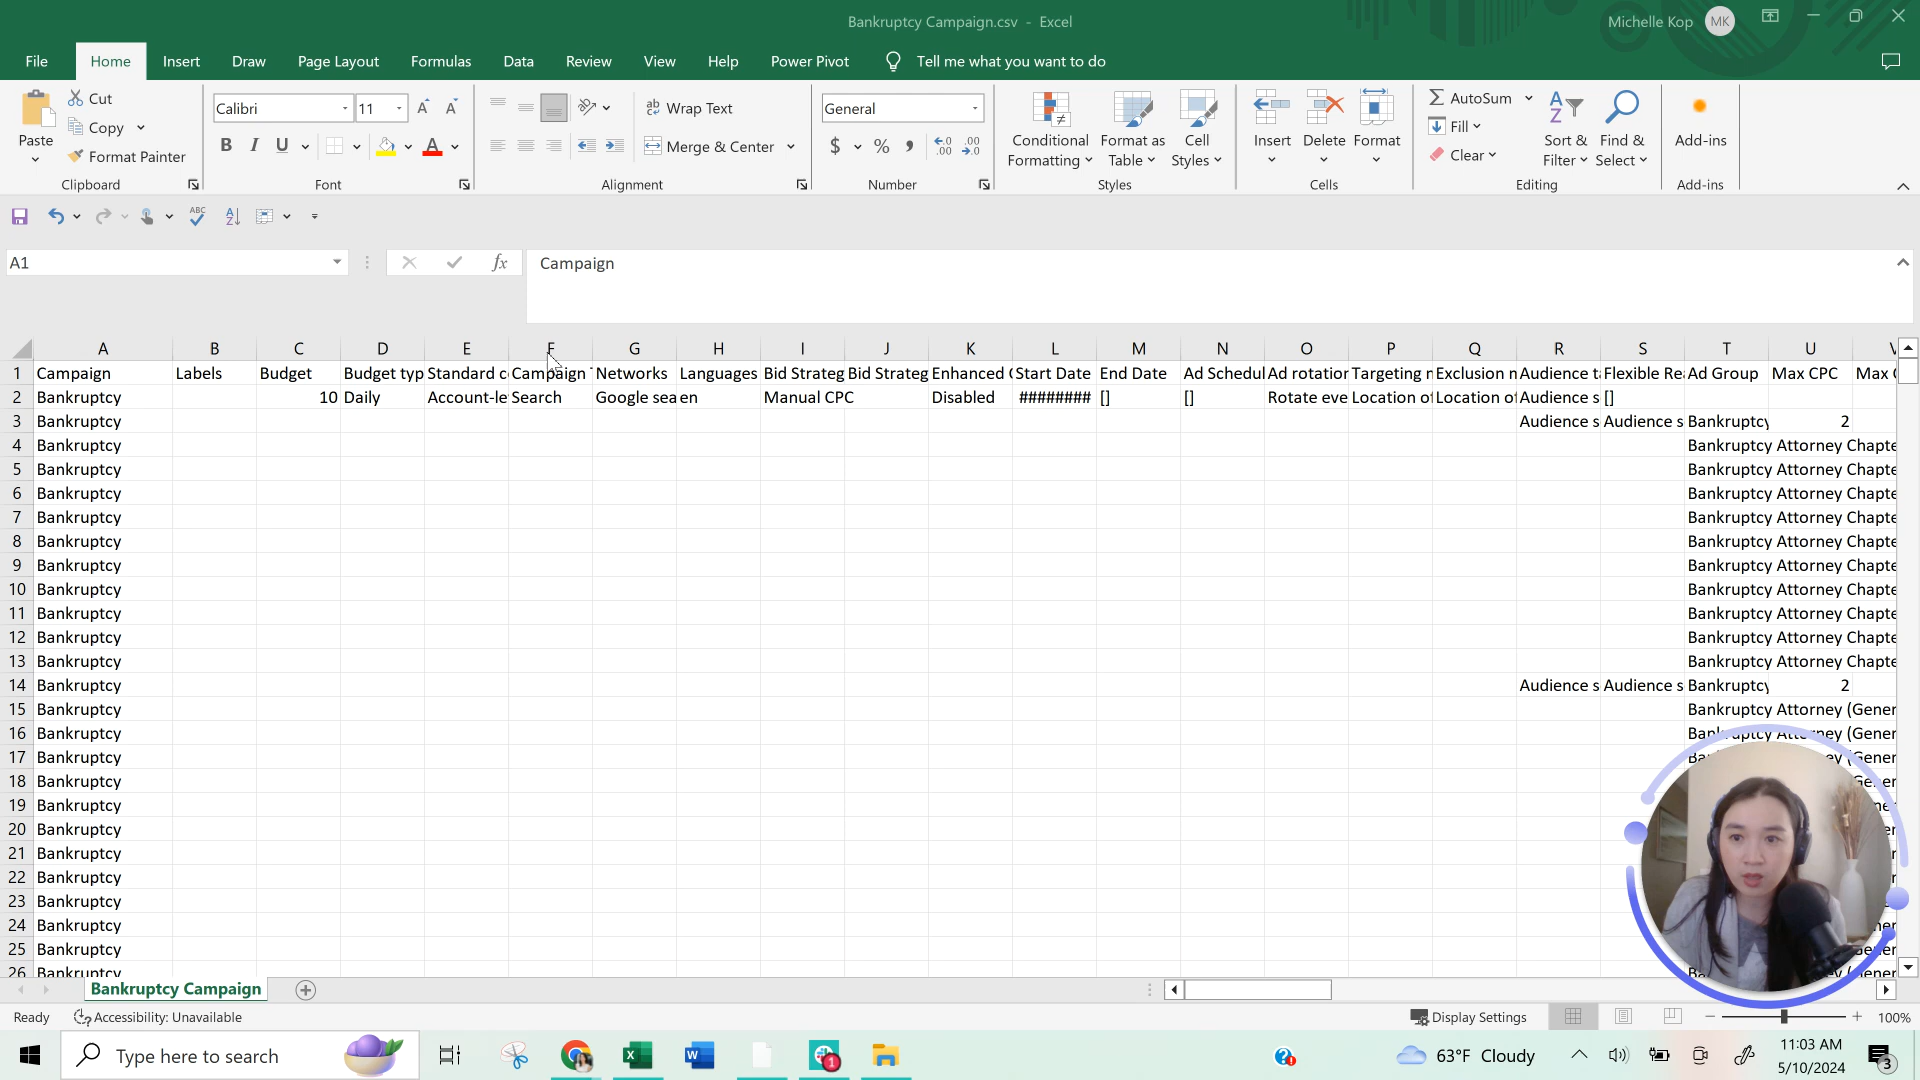 Bankruptcy Campaign.csv - Excel
Michelle Kop MK
File Home Insert Draw Page Layout Formulas Data Review View Help Power Pivot Tell me what you want to do
Paste
Cut
Copy
Format Painter
Clipboard
Calibri 11
B I U
Font
Wrap Text
Merge & Center
Alignment
General
$ % 9
Number
Conditional Formatting
Format as Table
Cell Styles
Styles
Insert Delete Format
Cells
AutoSum
Fill
Clear
Sort & Filter
Find & Select
Editing
Add-ins
Add-ins
A1 fx Campaign
A B C D E F G H I J K L M N O P Q R S T U V
1 Campaign Labels Budget Budget typ Standard c Campaign Networks Languages Bid Strateg Bid Strateg Enhanced Start Date End Date Ad Schedul Ad rotation Targeting Exclusion Audience ta Flexible Rea Ad Group Max CPC Max
2 Bankruptcy 10 Daily Account-le Search Google sea en Manual CPC Disabled ######## [] [] Rotate eve Location of Location of Audience s []
3 Bankruptcy Audience s Audience s Bankruptcy 2
4 Bankruptcy Bankruptcy Attorney Chapte
5 Bankruptcy Bankruptcy Attorney Chapte
6 Bankruptcy Bankruptcy Attorney Chapte
7 Bankruptcy Bankruptcy Attorney Chapte
8 Bankruptcy Bankruptcy Attorney Chapte
9 Bankruptcy Bankruptcy Attorney Chapte
10 Bankruptcy Bankruptcy Attorney Chapte
11 Bankruptcy Bankruptcy Attorney Chapte
12 Bankruptcy Bankruptcy Attorney Chapte
13 Bankruptcy Bankruptcy Attorney Chapte
14 Bankruptcy Audience s Audience s Bankruptcy 2
15 Bankruptcy Bankruptcy Attorney (Gener
16 Bankruptcy Bankruptcy Attorney (Gener
17 Bankruptcy
18 Bankruptcy
19 Bankruptcy
20 Bankruptcy
21 Bankruptcy
22 Bankruptcy
23 Bankruptcy
24 Bankruptcy
25 Bankruptcy
26 Bankruptcy
Bankruptcy Campaign
Ready Accessibility: Unavailable Display Settings 100%
Type here to search 1 63°F Cloudy 11:03 AM
5/10/2024 3